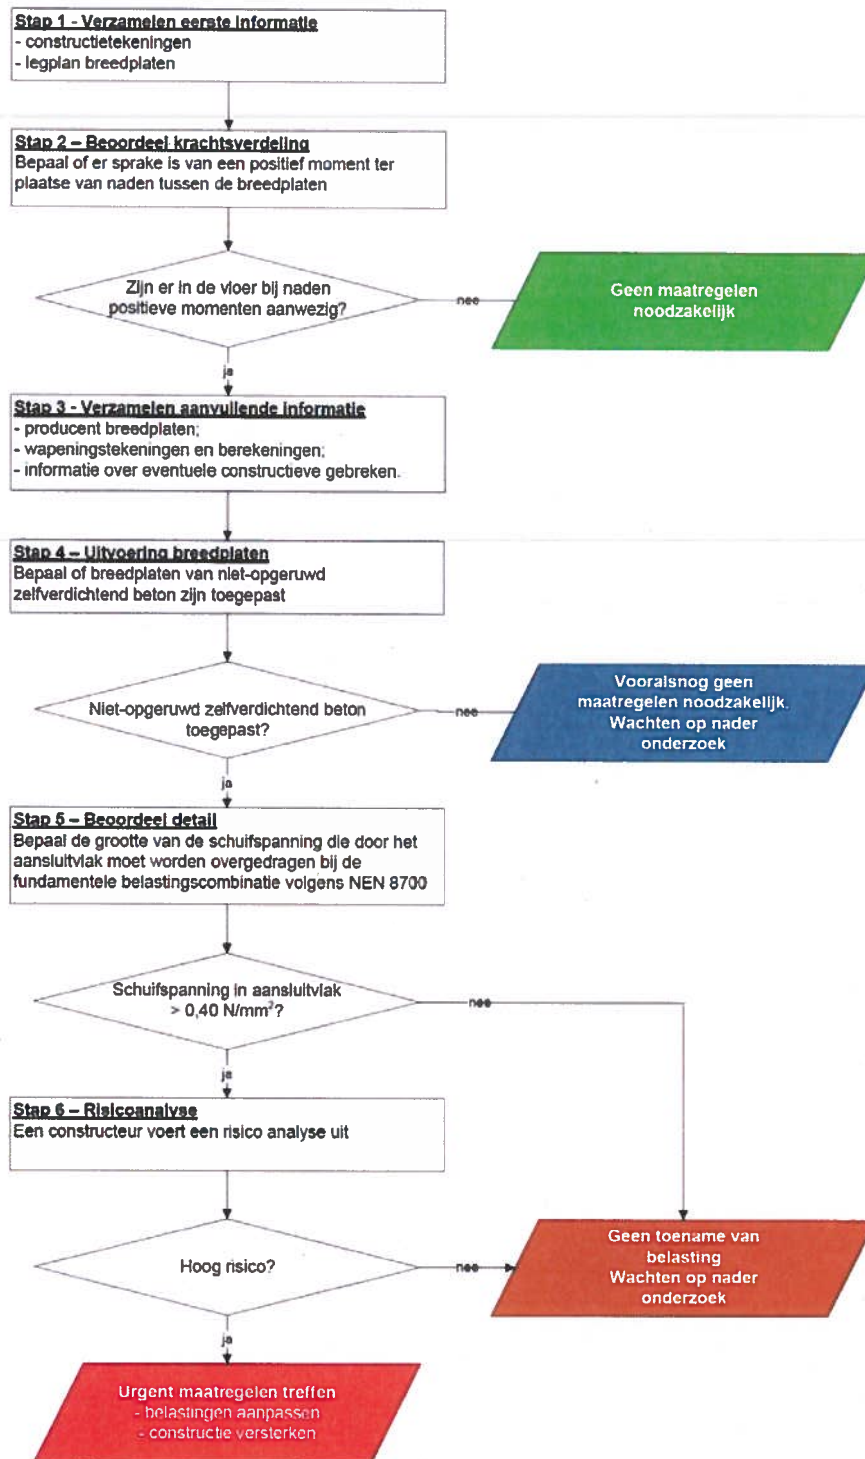 Stap 1 - Verzamelen eerste informatie
- constructietekeningen
- legplan breedplaten
Stap 2 – Beoordeel krachtsverdeling
Bepaal of er sprake is van een positief moment ter
plaatse van naden tussen de breedplaten
Zijn er in de vloer bij naden
positieve momenten aanwezig?
nee
Geen maatregelen
noodzakelijk
ja
Stap 3 - Verzamelen aanvullende informatie
- producent breedplaten;
- wapeningstekeningen en berekeningen;
- informatie over eventuele constructieve gebreken.
Stap 4 – Uitvoering breedplaten
Bepaal of breedplaten van niet-opgeruwd
zelfverdichtend beton zijn toegepast
Niet-opgeruwd zelfverdichtend beton
toegepast?
nee
Vooralsnog geen
maatregelen noodzakelijk.
Wachten op nader
onderzoek
ja
Stap 5 – Beoordeel detail
Bepaal de grootte van de schuifspanning die door het
aansluitvlak moet worden overgedragen bij de
fundamentele belastingscombinatie volgens NEN 8700
Schuifspanning in aansluitvlak
> 0,40 N/mm²?
nee
ja
Stap 6 – Risicoanalyse
Een constructeur voert een risico analyse uit
Hoog risico?
nee
Geen toename van
belasting
Wachten op nader
onderzoek
ja
Urgent maatregelen treffen
- belastingen aanpassen
- constructie versterken